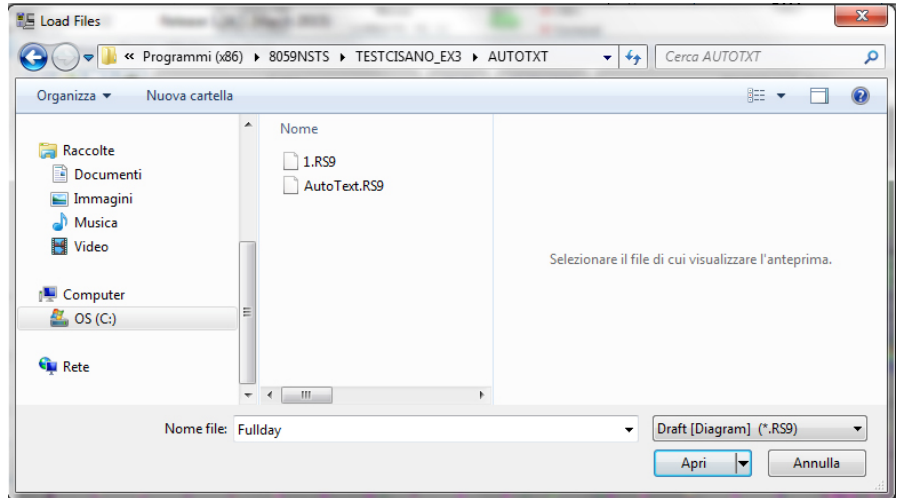 Load Files
« Programmi (x86) ▸ 8059NSTS ▸ TESTCISANO_EX3 ▸ AUTOTXT
Cerca AUTOTXT
Organizza
Nuova cartella
Raccolte
Documenti
Immagini
Musica
Video
Computer
OS (C:)
Rete
Nome
1.RS9
AutoText.RS9
Selezionare il file di cui visualizzare l'anteprima.
Nome file:
Fullday
Draft [Diagram] (*.RS9)
Apri
Annulla